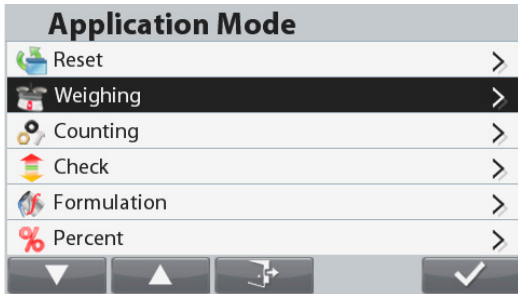 Application Mode
Reset
Weighing
Counting
Check
Formulation
Percent